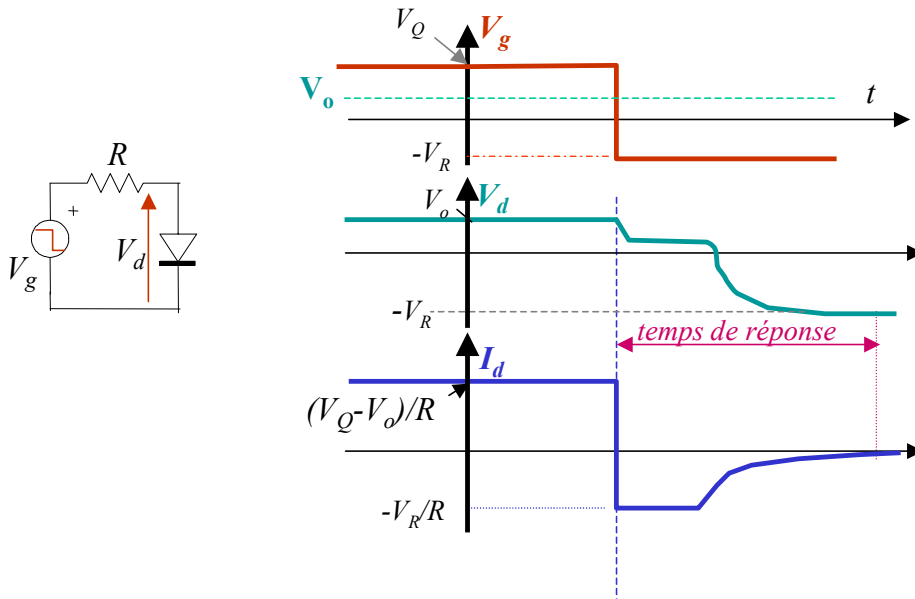 V_Q
V_g
V_o
t
-V_R
R
+
V_d
V_g
V_o
V_d
-V_R
temps de réponse
I_d
(V_Q-V_o)/R
-V_R/R